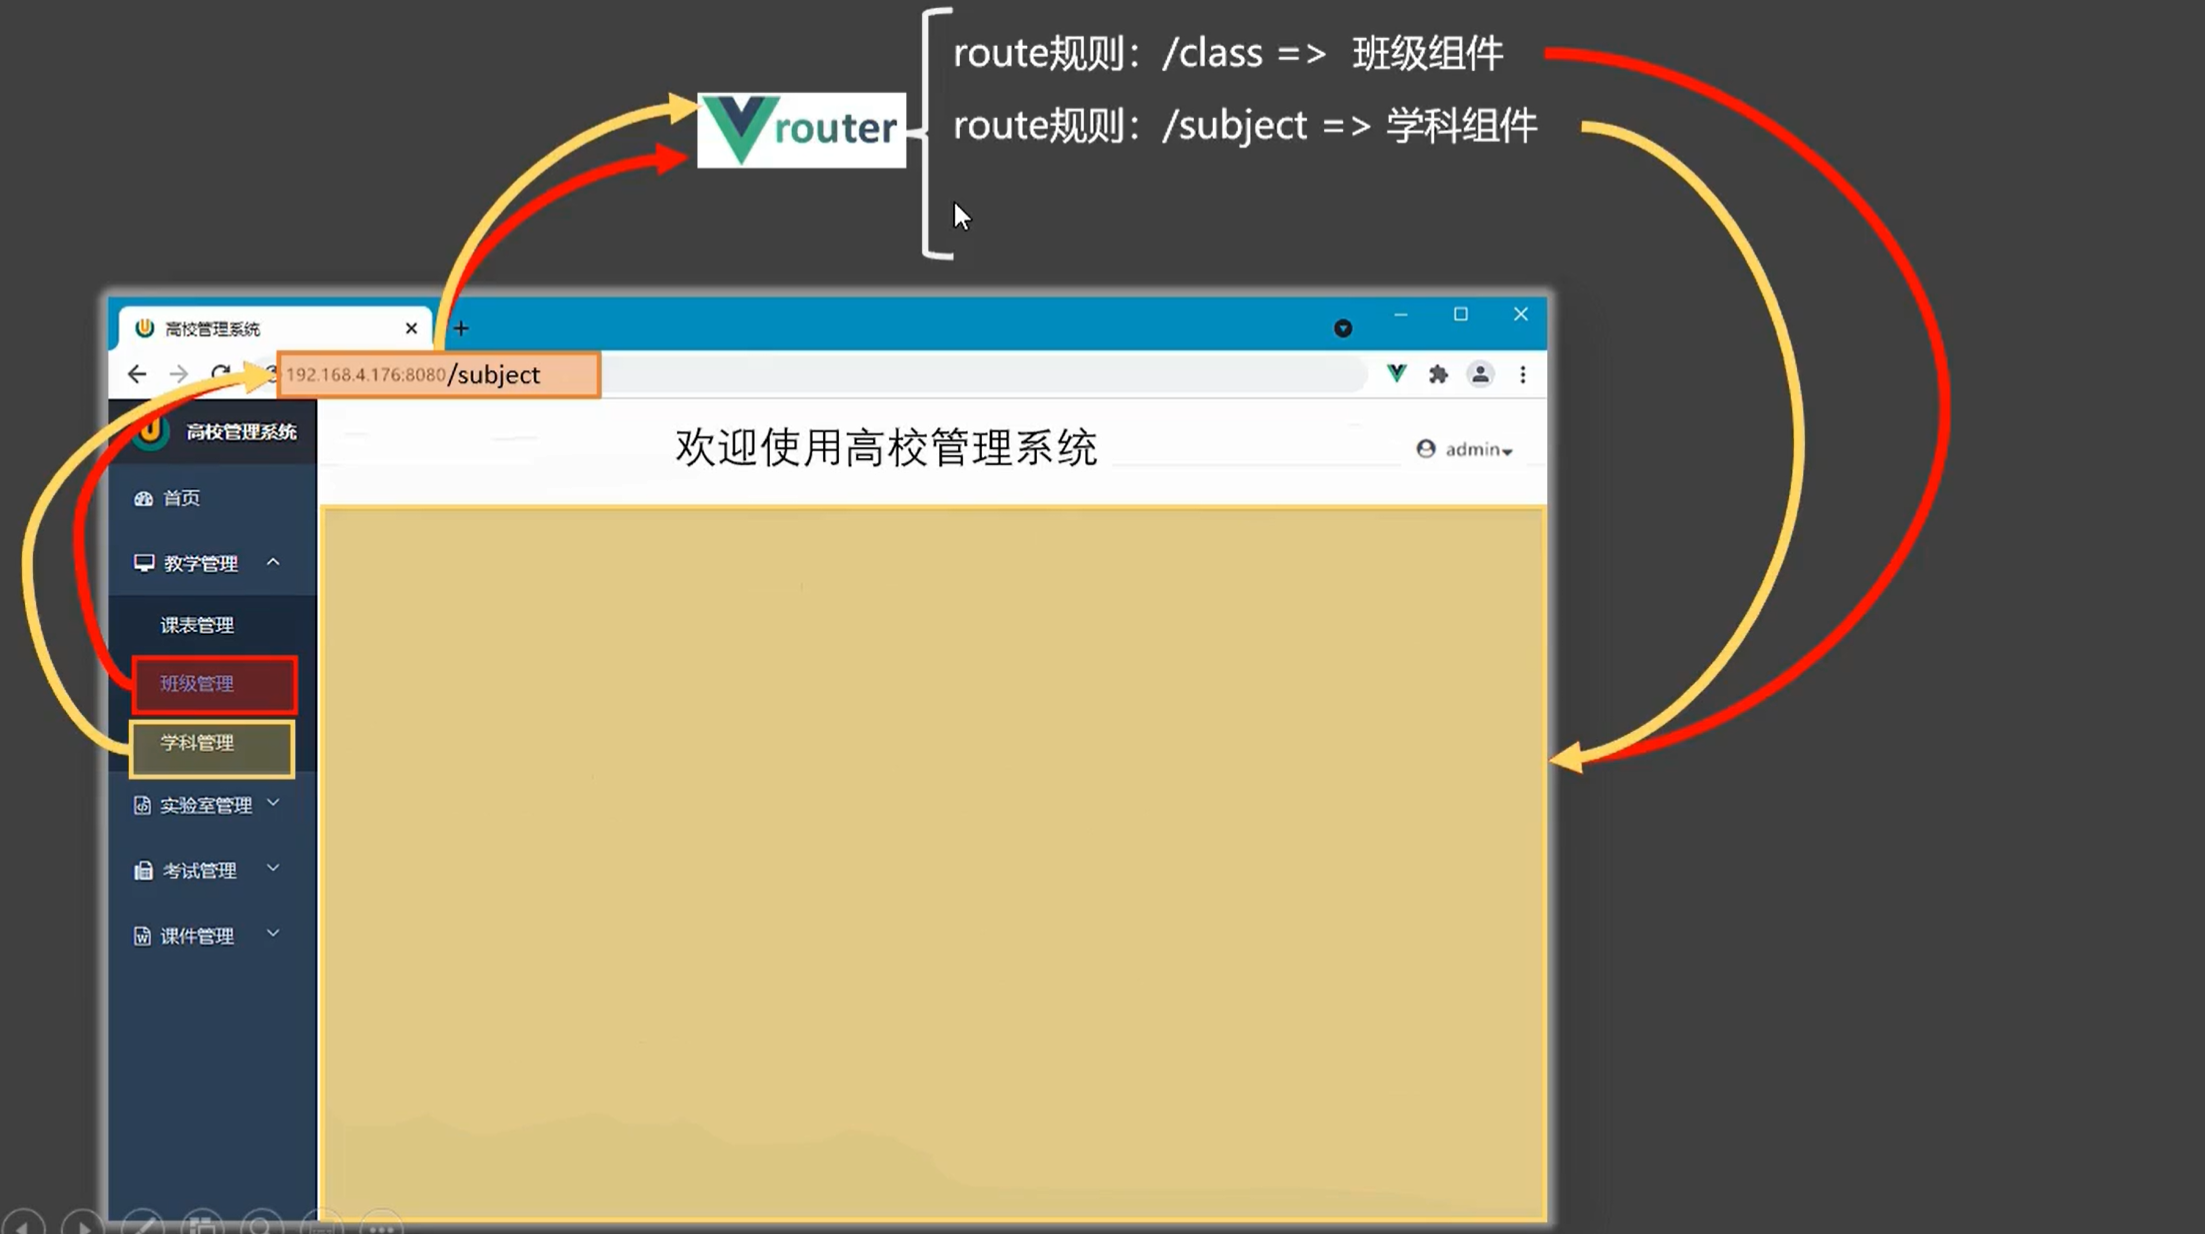 route规则：/class => 班级组件
route规则：/subject => 学科组件
router
高校管理系统
192.168.4.176:8080/subject
高校管理系统
欢迎使用高校管理系统
admin
首页
教学管理
课表管理
班级管理
学科管理
实验室管理
考试管理
课件管理